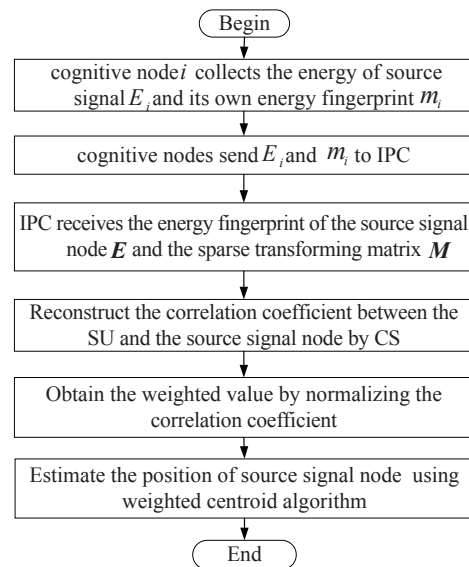 Begin
cognitive node i collects the energy of source
signal E_i and its own energy fingerprint m_i
cognitive nodes send E_i and m_i to IPC
IPC receives the energy fingerprint of the source signal
node E and the sparse transforming matrix M
Reconstruct the correlation coefficient between the
SU and the source signal node by CS
Obtain the weighted value by normalizing the
correlation coefficient
Estimate the position of source signal node using
weighted centroid algorithm
End